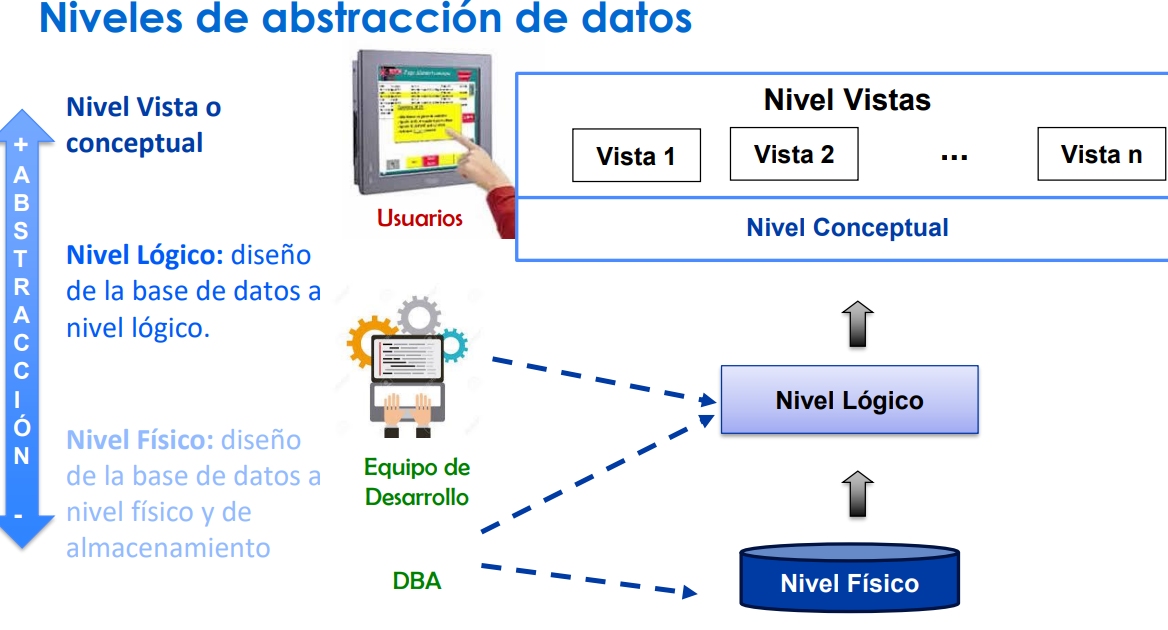 Niveles de abstracción de datos
Nivel Vista o
conceptual
+
ABSTRACCIÓN
-
Nivel Lógico: diseño
de la base de datos a
nivel lógico.
Nivel Físico: diseño
de la base de datos a
nivel físico y de
almacenamiento
Usuarios
Equipo de
Desarrollo
DBA
Nivel Vistas
Vista 1
Vista 2
...
Vista n
Nivel Conceptual
Nivel Lógico
Nivel Físico